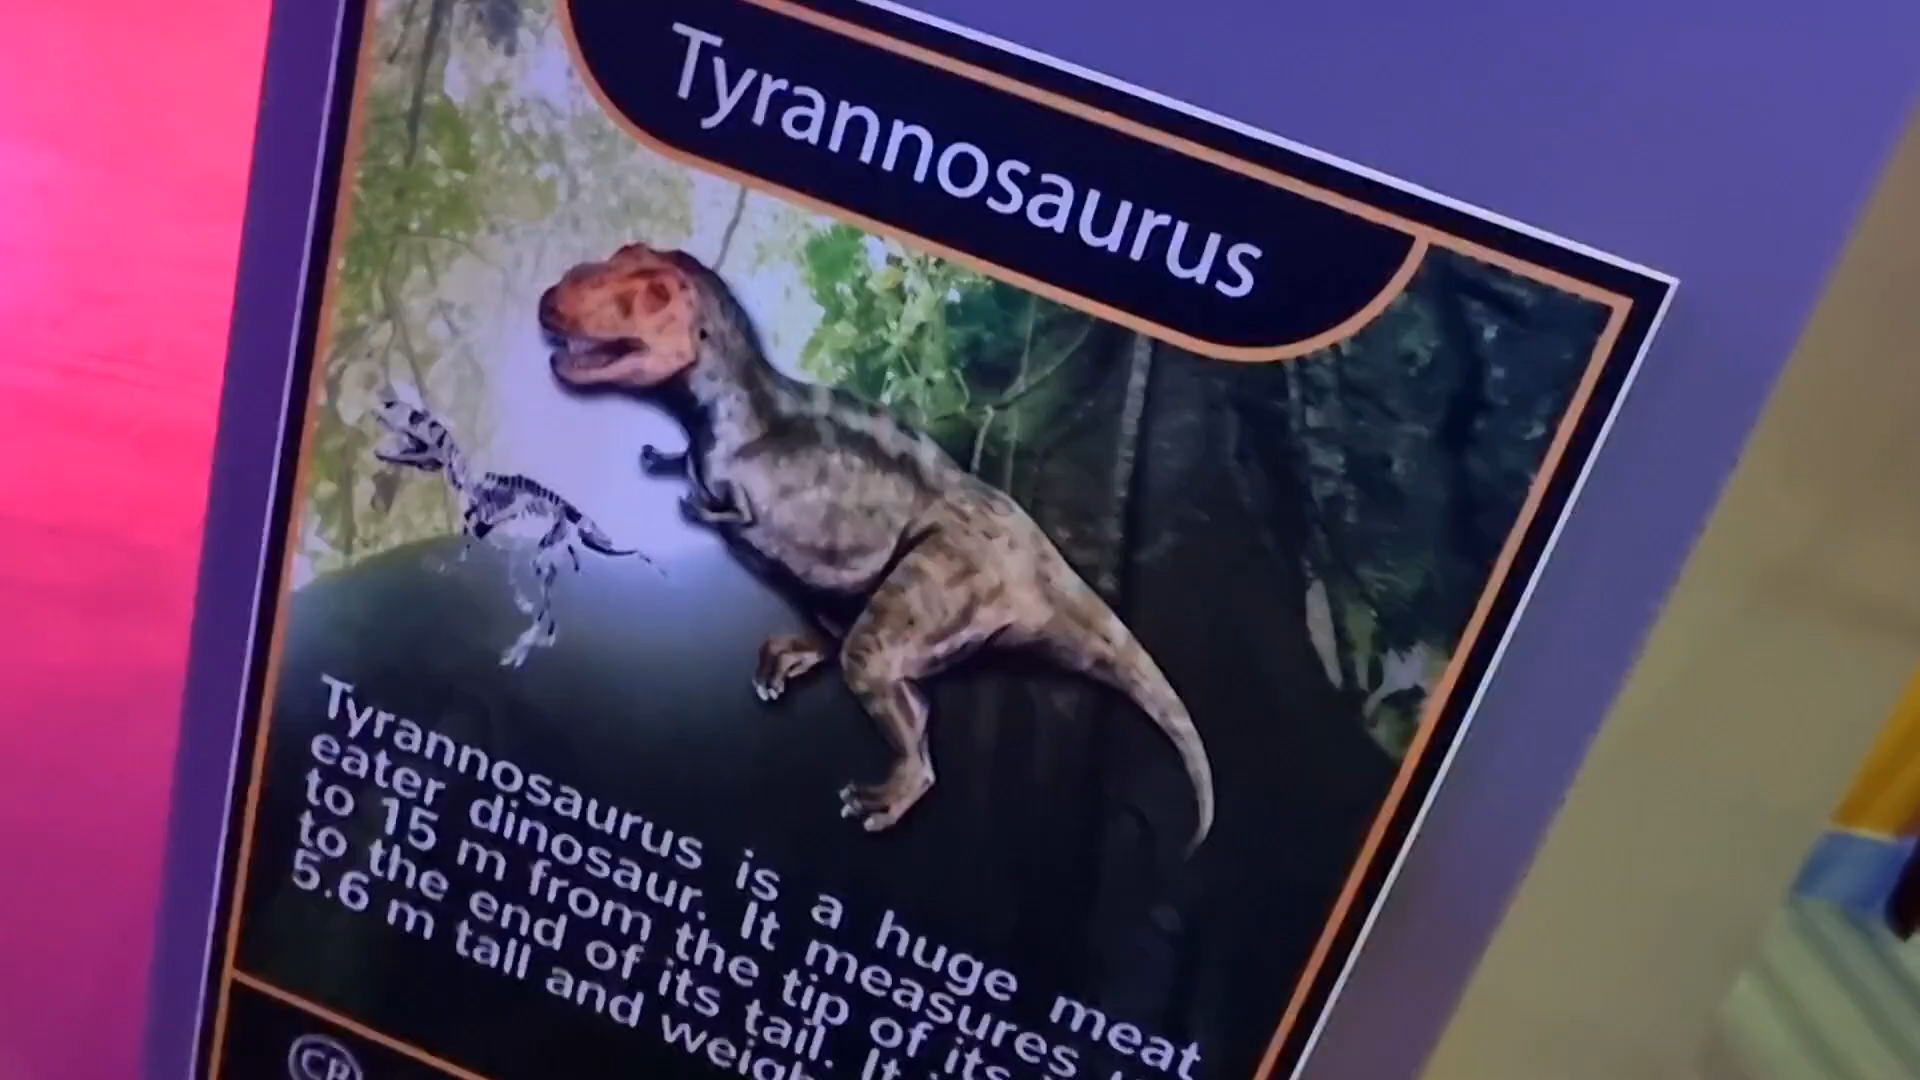 Tyrannosaurus
Tyrannosaurus is a huge meat
eater dinosaur. It measures
to 15 m from the tip of its
to the end of its tail. It
5.6 m tall and